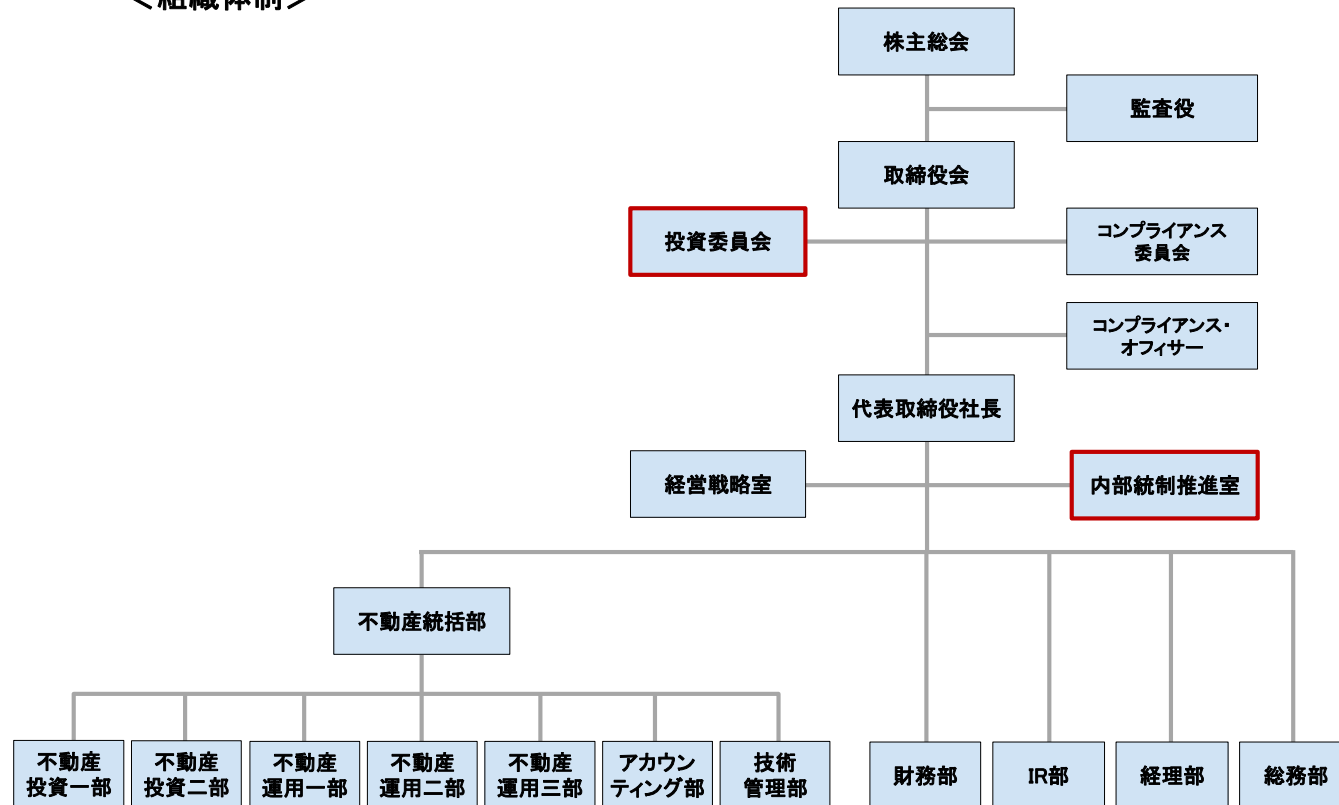 ＜組織体制＞
株主総会
監査役
取締役会
投資委員会
コンプライアンス
委員会
コンプライアンス・
オフィサー
代表取締役社長
経営戦略室
内部統制推進室
不動産統括部
不動産
投資一部
不動産
投資二部
不動産
運用一部
不動産
運用二部
不動産
運用三部
アカウン
ティング部
技術
管理部
財務部
IR部
経理部
総務部